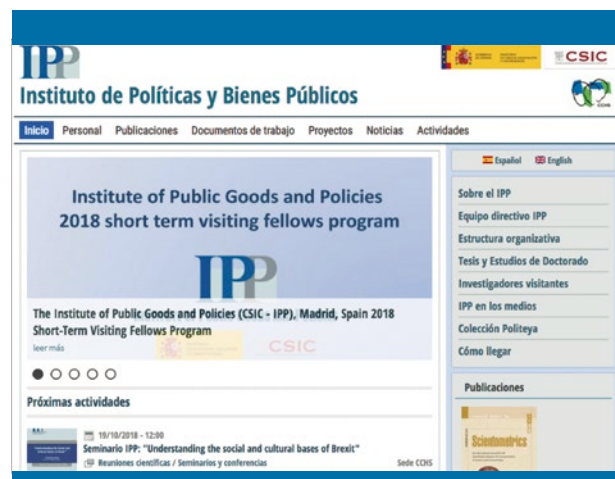 IPP
CSIC
Instituto de Políticas y Bienes Públicos
CCHS
Inicio Personal Publicaciones Documentos de trabajo Proyectos Noticias Actividades
Español English
Institute of Public Goods and Policies
2018 short term visiting fellows program
IPP
The Institute of Public Goods and Policies (CSIC - IPP), Madrid, Spain 2018
Short-Term Visiting Fellows Program
leer más
CSIC
Sobre el IPP
Equipo directivo IPP
Estructura organizativa
Tesis y Estudios de Doctorado
Investigadores visitantes
IPP en los medios
Colección Politeya
Cómo llegar
Próximas actividades
19/10/2018 - 12:00
Seminario IPP: "Understanding the social and cultural bases of Brexit"
Reuniones científicas / Seminarios y conferencias Sede CCHS
Publicaciones
Scientometrics